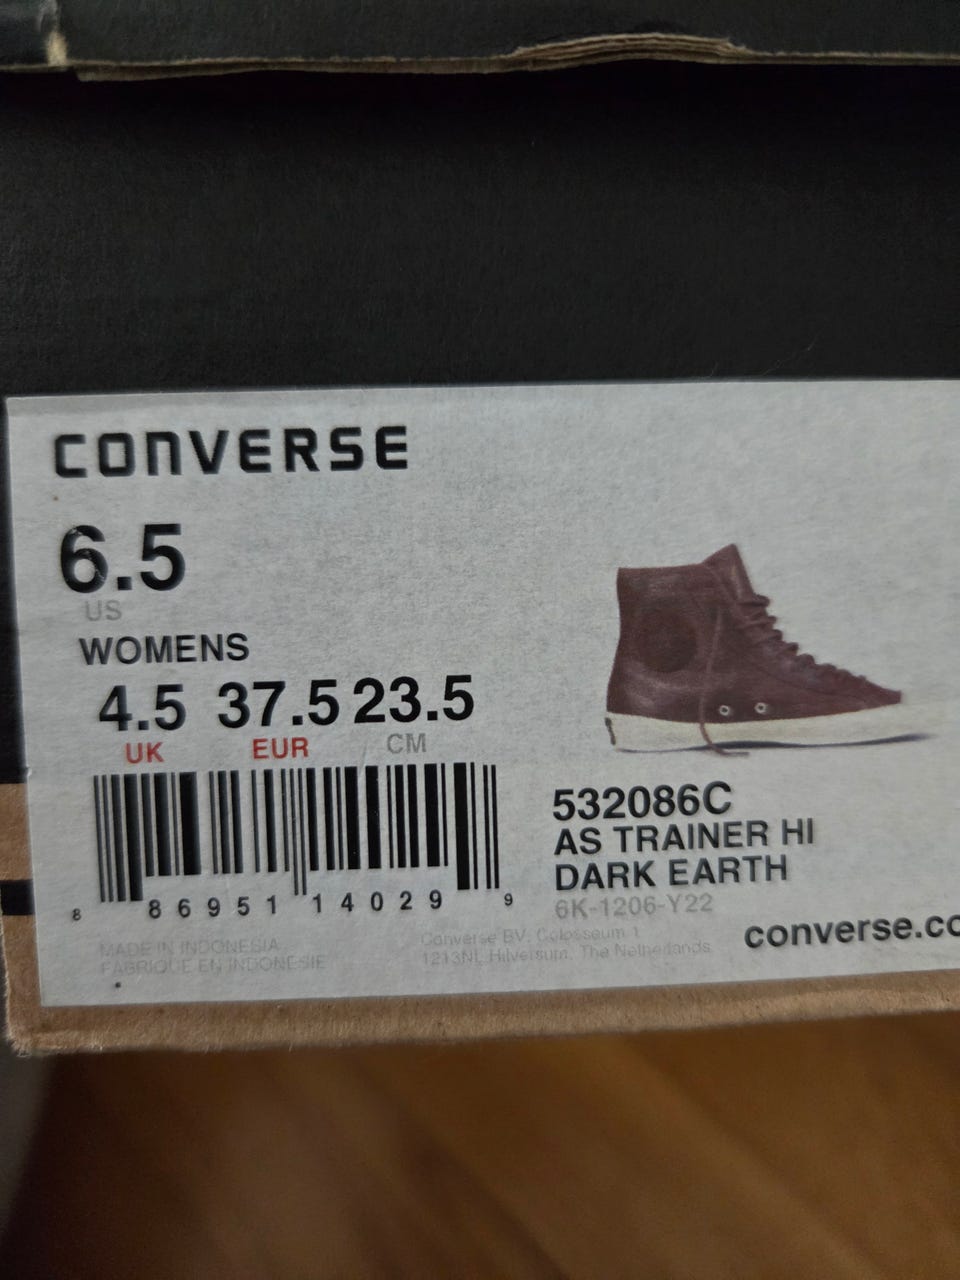 CONVERSE
6.5
US
WOMENS
4.5 37.5 23.5
UK EUR CM
8 86951 14029 9
MADE IN INDONESIA
FABRIQUE EN INDONESIE
532086C
AS TRAINER HI
DARK EARTH
6K-1206-Y22
Converse BV. Colosseum 1
1213NL Hilversum, The Netherlands
converse.co